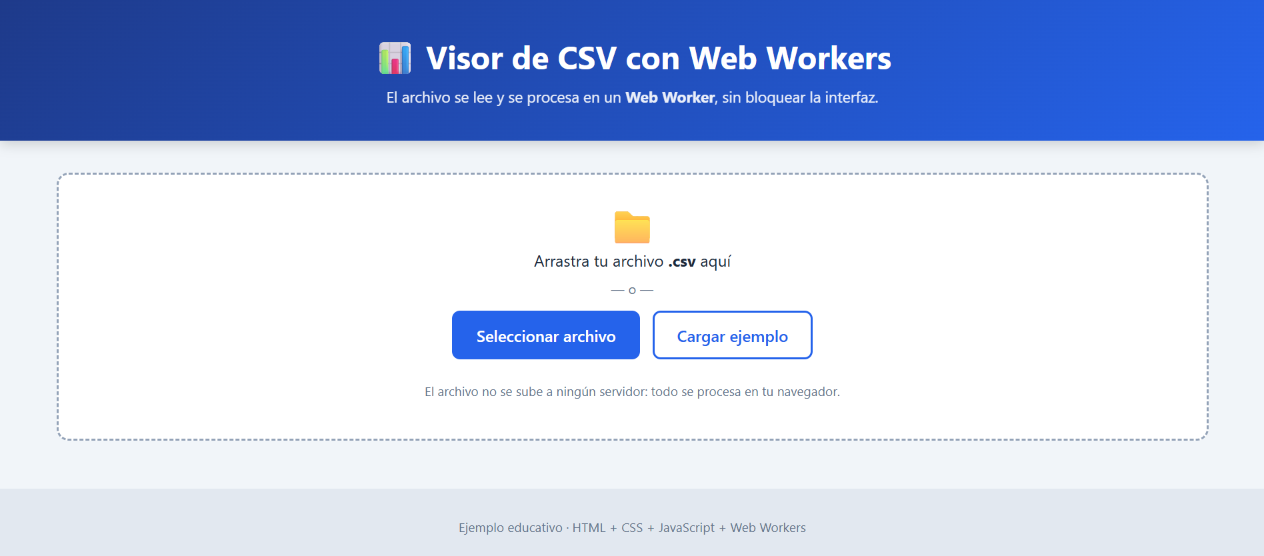 Visor de CSV con Web Workers
El archivo se lee y se procesa en un Web Worker, sin bloquear la interfaz.
Arrastra tu archivo .csv aquí
— o —
Seleccionar archivo
Cargar ejemplo
El archivo no se sube a ningún servidor: todo se procesa en tu navegador.
Ejemplo educativo · HTML + CSS + JavaScript + Web Workers